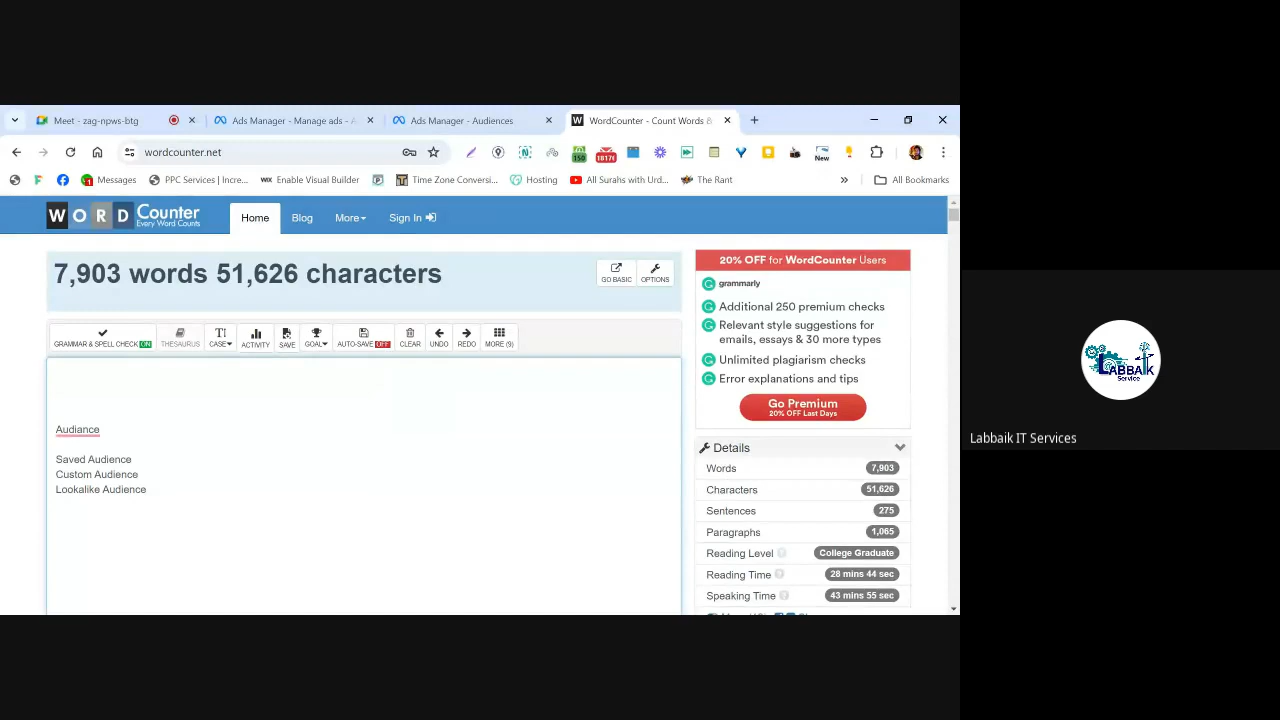 Meet - zag-npws-btg
Ads Manager - Manage ads - A
Ads Manager - Audiences
W WordCounter - Count Words &
wordcounter.net
150
1817K
New
Messages
PPC Services | Incre...
WIX Enable Visual Builder
Time Zone Conversi...
Hosting
All Surahs with Urd...
The Rant
All Bookmarks
WORD Counter
Every Word Counts
Home
Blog
More
Sign In
7,903 words 51,626 characters
GO BASIC
OPTIONS
20% OFF for WordCounter Users
grammarly
Additional 250 premium checks
Relevant style suggestions for
emails, essays & 30 more types
Unlimited plagiarism checks
Error explanations and tips
Go Premium
20% OFF Last Days
GRAMMAR & SPELL CHECK ON
THESAURUS
CASE
ACTIVITY
SAVE
GOAL
AUTO-SAVE OFF
CLEAR
UNDO
REDO
MORE (9)
Audiance
Saved Audience
Custom Audience
Lookalike Audience
Details
Words 7,903
Characters 51,626
Sentences 275
Paragraphs 1,065
Reading Level College Graduate
Reading Time 28 mins 44 sec
Speaking Time 43 mins 55 sec
LABBAIK
Service
Labbaik IT Services